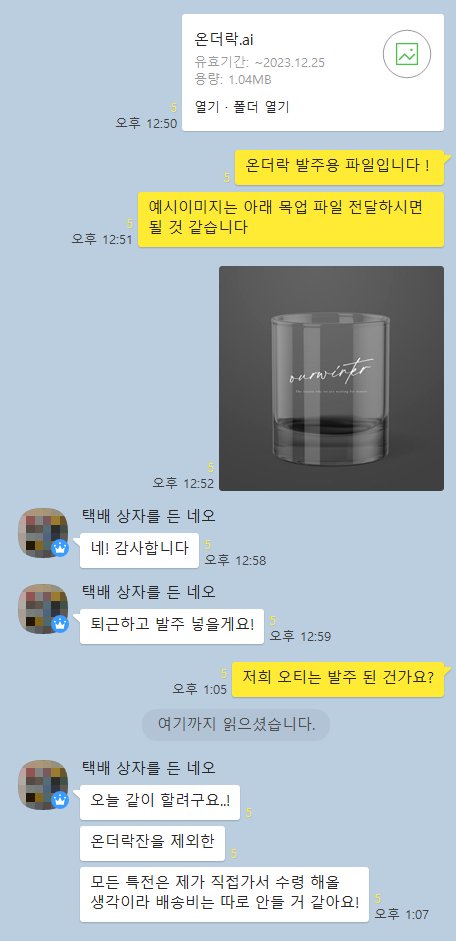 온더락.ai
유효기간: ~2023.12.25
용량: 1.04MB
열기 · 폴더 열기
5
오후 12:50
온더락 발주용 파일입니다 !
5
예시이미지는 아래 목업 파일 전달하시면
될 것 같습니다
5
오후 12:51
ourwinter
5
오후 12:52
택배 상자를 든 네오
네! 감사합니다
5
오후 12:58
택배 상자를 든 네오
퇴근하고 발주 넣을게요!
5
오후 12:59
저희 오티는 발주 된 건가요?
5
오후 1:05
여기까지 읽으셨습니다.
택배 상자를 든 네오
오늘 같이 할려구요..!
5
온더락잔을 제외한
5
모든 특전은 제가 직접가서 수령 해올
생각이라 배송비는 따로 안들 거 같아요!
5
오후 1:07